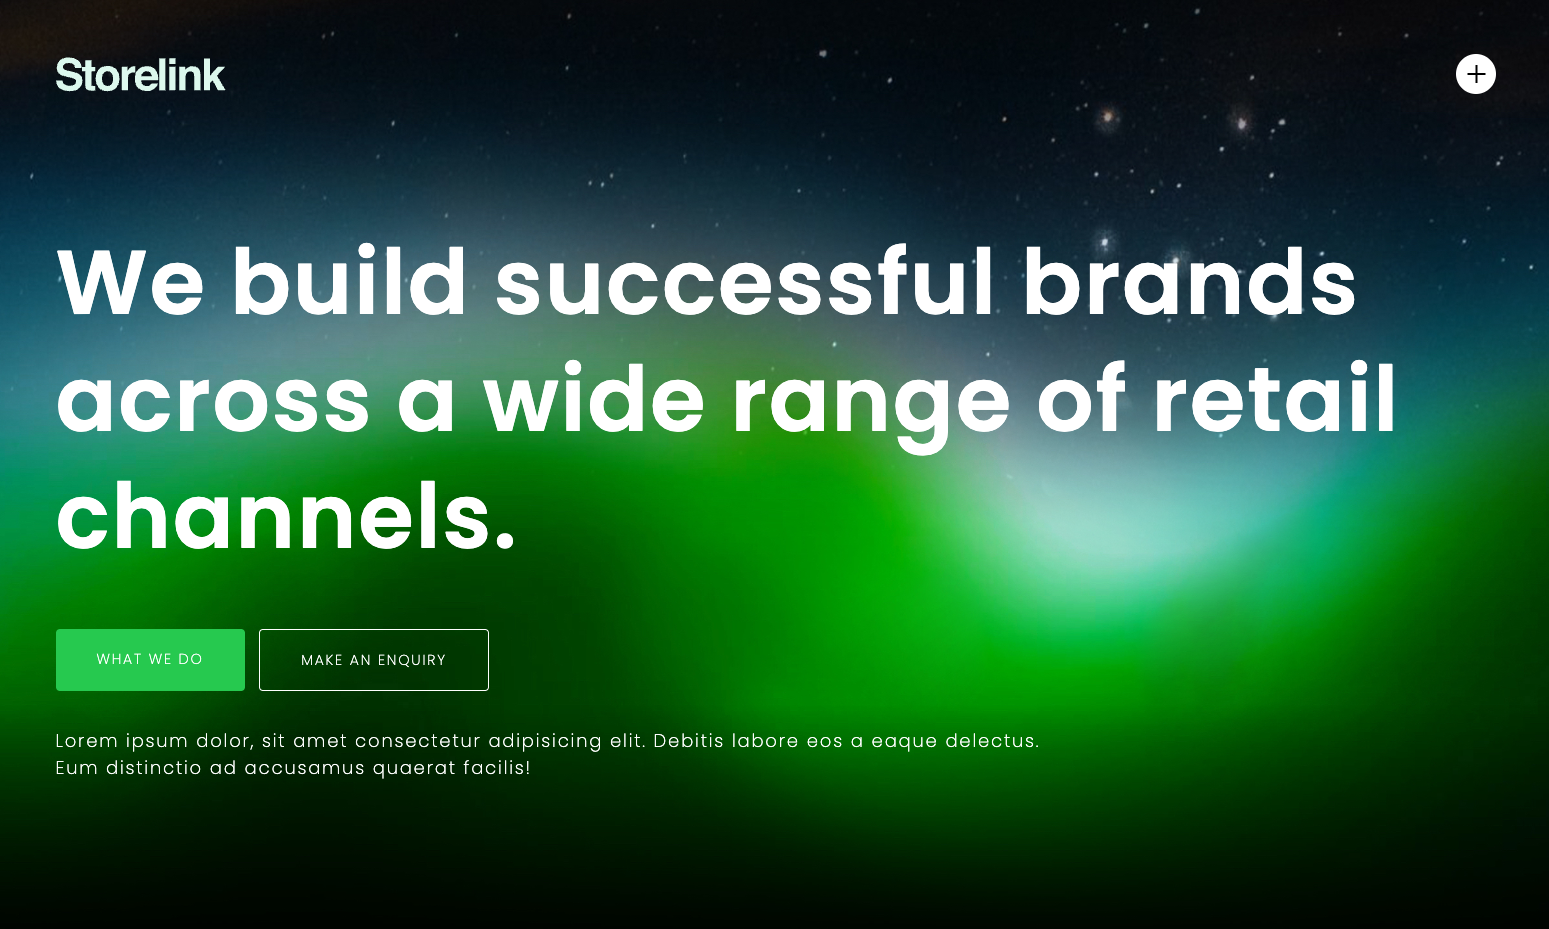 Storelink
We build successful brands
across a wide range of retail
channels.
WHAT WE DO
MAKE AN ENQUIRY
Lorem ipsum dolor, sit amet consectetur adipisicing elit. Debitis labore eos a eaque delectus.
Eum distinctio ad accusamus quaerat facilis!